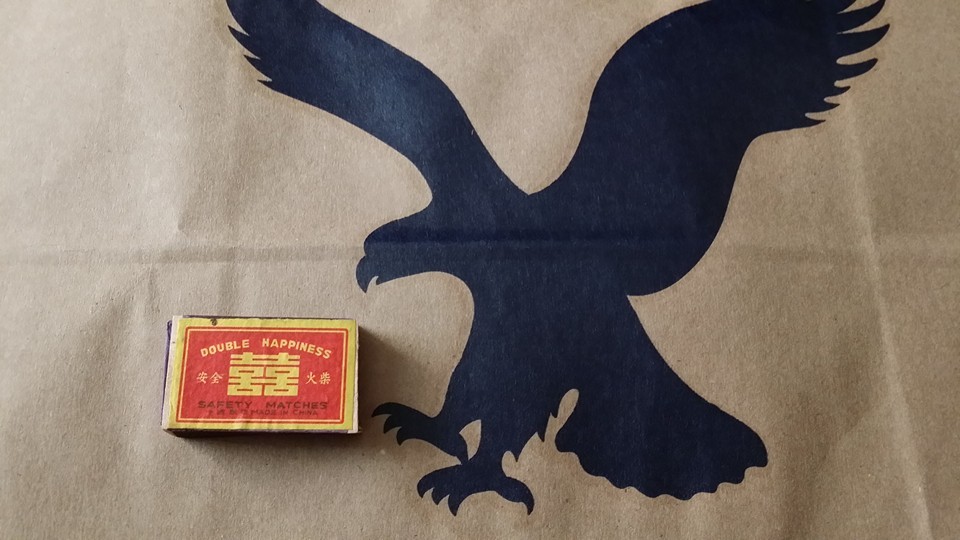 DOUBLE HAPPINESS
安全 囍 火柴
SAFETY MATCHES
MADE IN CHINA